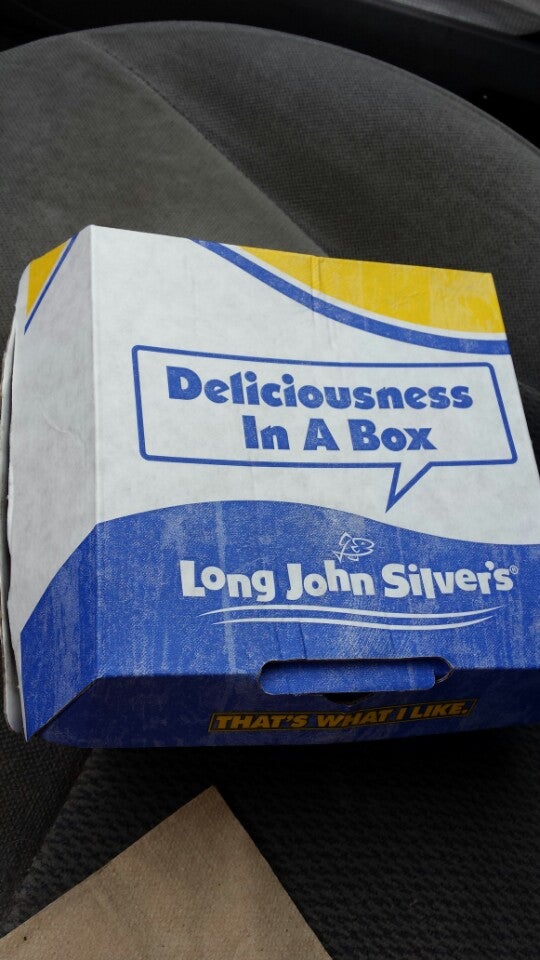 Deliciousness
In A Box
Long John Silver's®
THAT'S WHAT I LIKE.